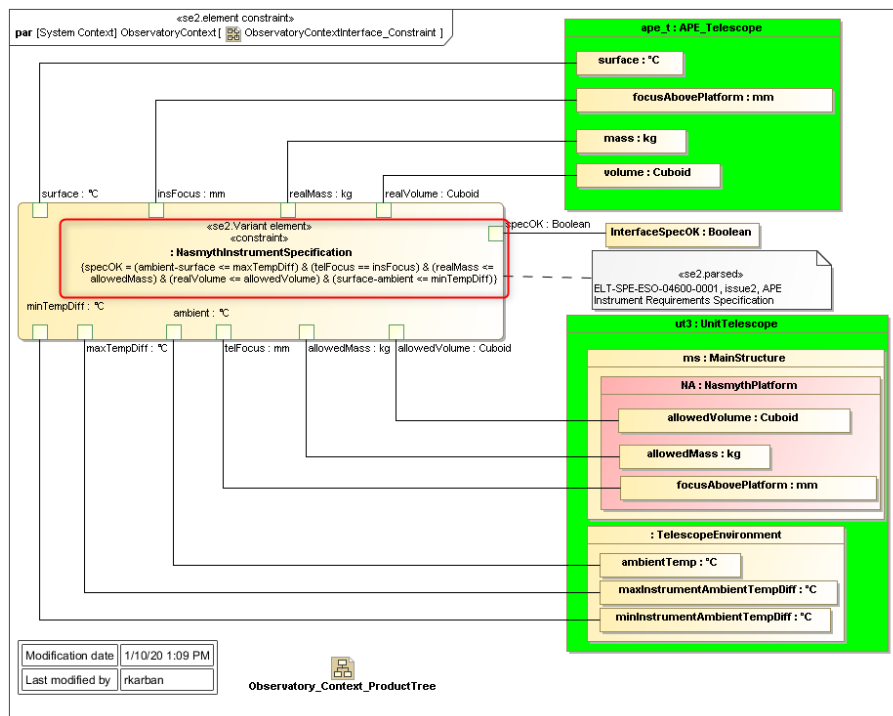 «se2.element constraint»
par [System Context] ObservatoryContext [ ObservatoryContextInterface_Constraint ]
ape_t : APE_Telescope
surface : °C
focusAbovePlatform : mm
mass : kg
volume : Cuboid
surface : °C
insFocus : mm
realMass : kg
realVolume : Cuboid
«se2.Variant element»
«constraint»
: NasmythInstrumentSpecification
{specOK = (ambient-surface <= maxTempDiff) & (telFocus == insFocus) & (realMass <=
allowedMass) & (realVolume <= allowedVolume) & (surface-ambient <= minTempDiff)}
specOK : Boolean
InterfaceSpecOK : Boolean
«se2.parsed»
ELT-SPE-ESO-04600-0001, issue2, APE
Instrument Requirements Specification
minTempDiff : °C
ambient : °C
maxTempDiff : °C
telFocus : mm
allowedMass : kg
allowedVolume : Cuboid
ut3 : UnitTelescope
ms : MainStructure
NA : NasmythPlatform
allowedVolume : Cuboid
allowedMass : kg
focusAbovePlatform : mm
: TelescopeEnvironment
ambientTemp : °C
maxInstrumentAmbientTempDiff : °C
minInstrumentAmbientTempDiff : °C
Modification date 1/10/20 1:09 PM
Last modified by rkarban
Observatory_Context_ProductTree